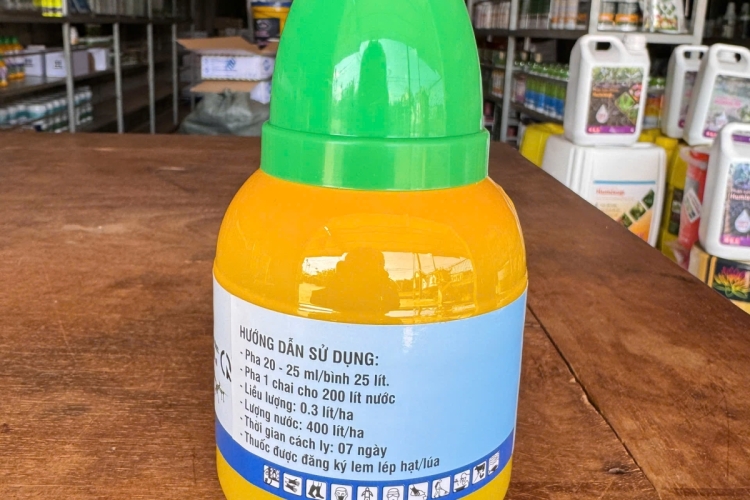 HƯỚNG DẪN SỬ DỤNG:
- Pha 20 - 25 ml/bình 25 lít.
- Pha 1 chai cho 200 lít nước
- Liều lượng: 0.3 lít/ha
- Lượng nước: 400 lít/ha
- Thời gian cách ly: 07 ngày
- Thuốc được đăng ký lem lép hạt/lúa